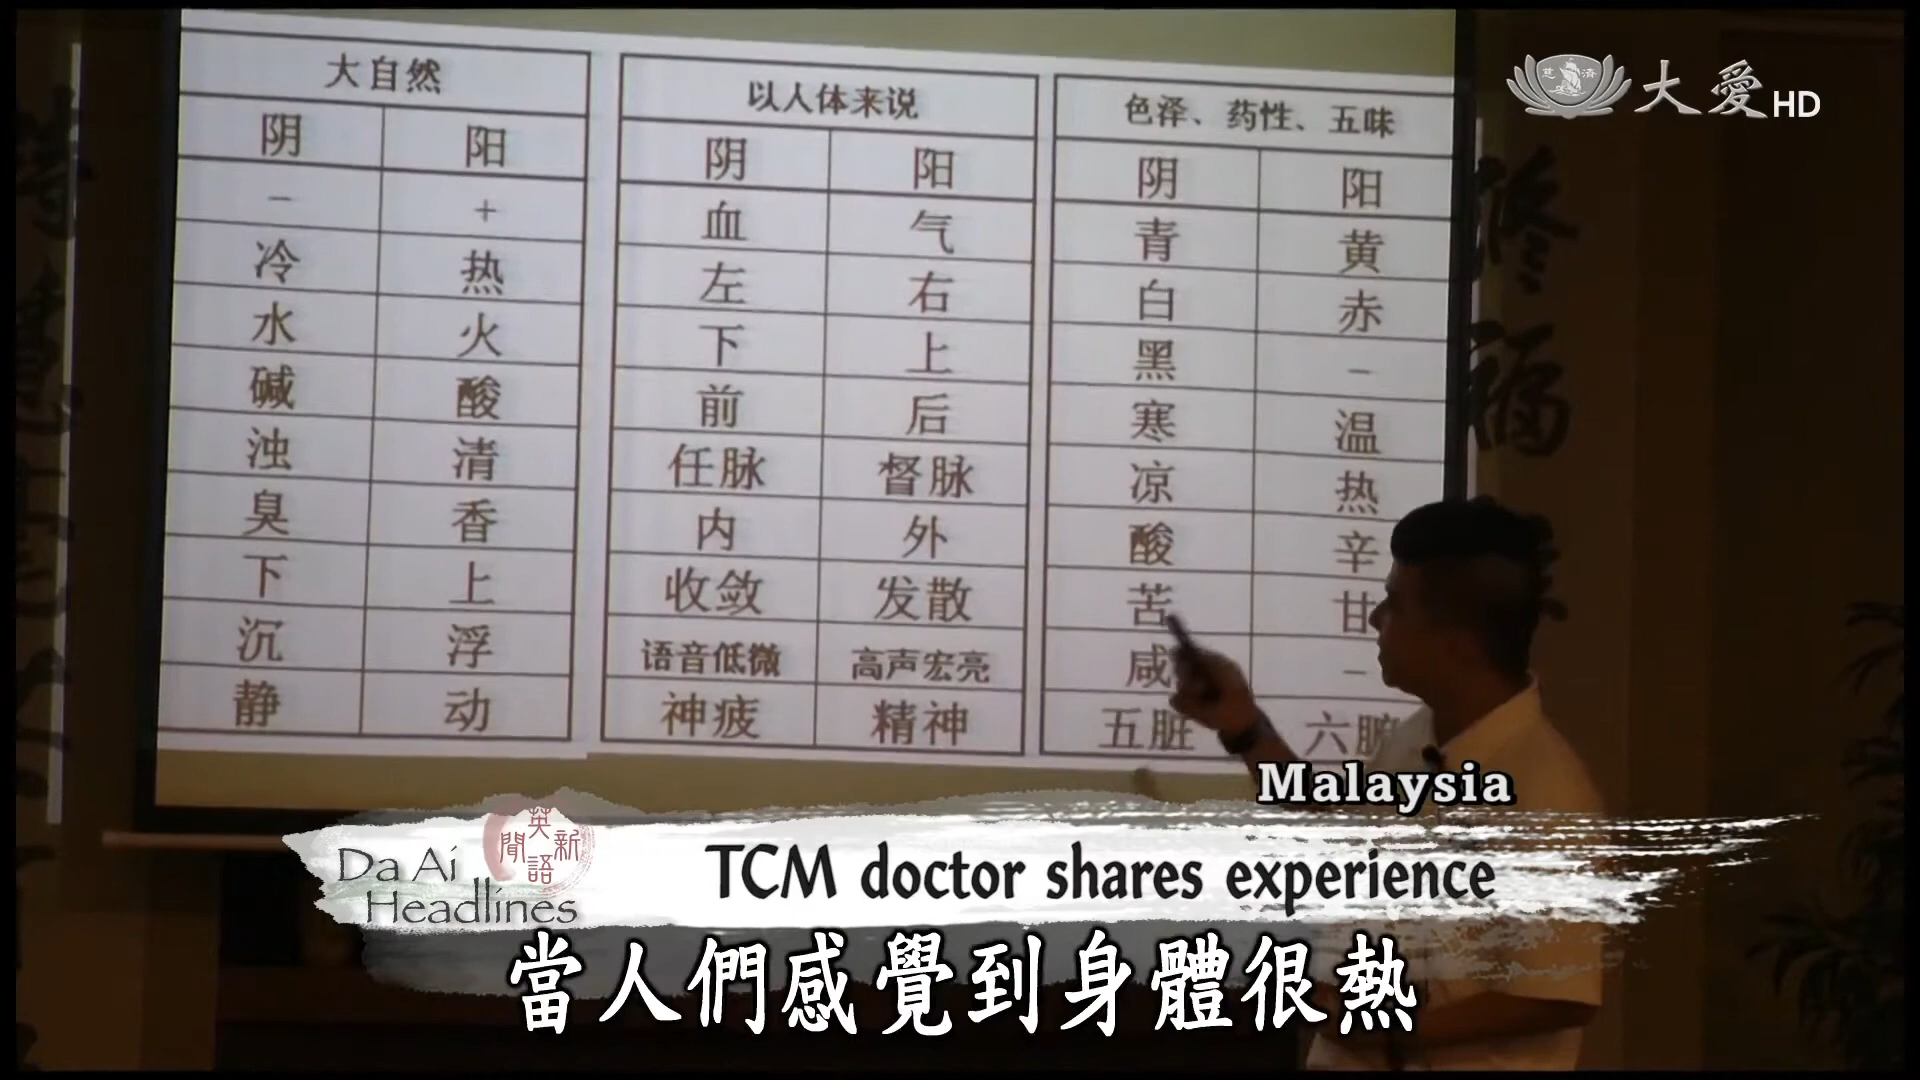 大自然
阴 阳
- +
冷 热
水 火
碱 酸
浊 清
臭 香
下 上
沉 浮
静 动
以人体来说
阴 阳
血 气
左 右
下 上
前 后
任脉 督脉
内 外
收敛 发散
语音低微 高声宏亮
神疲 精神
色泽、药性、五味
阴 阳
青 黄
白 赤
黑 -
寒 温
凉 热
酸 辛
苦 甘
咸 -
五脏 六腑
慈濟
大愛HD
Malaysia
Da Ai
Headlines
英語新聞
TCM doctor shares experience
當人們感覺到身體很熱